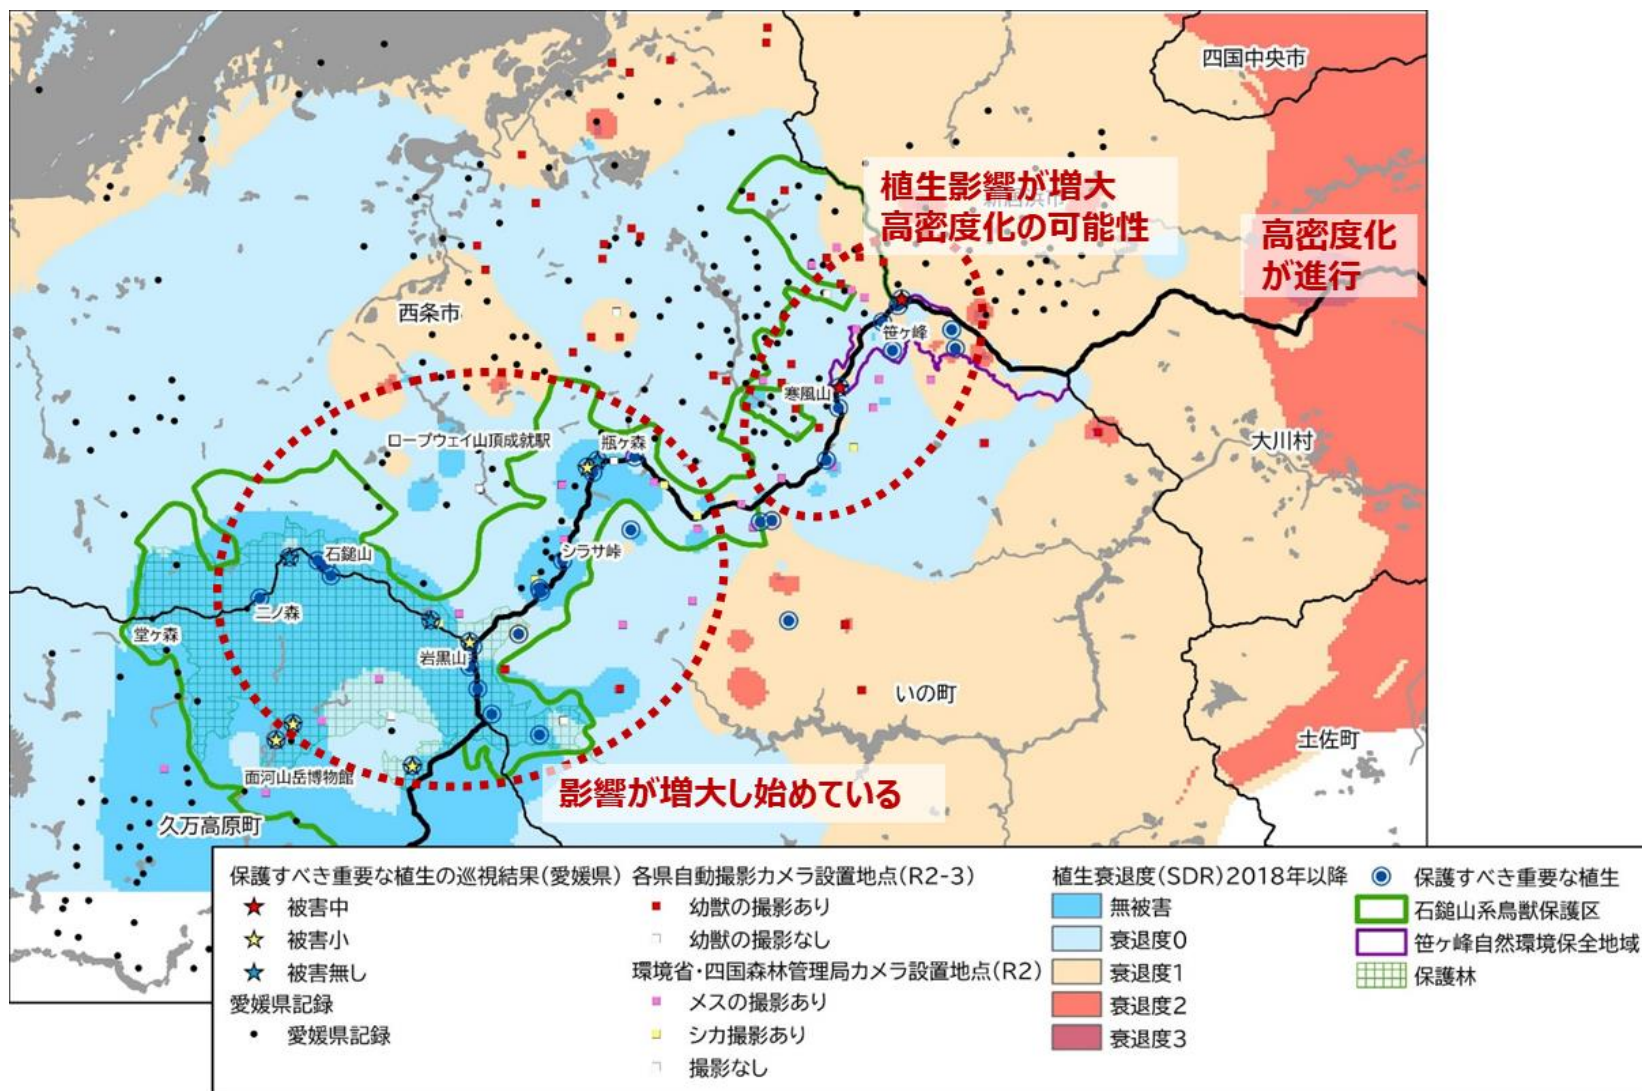 四国中央市
植生影響が増大
高密度化の可能性
新居浜市
高密度化
が進行
西条市
笹ヶ峰
寒風山
大川村
ロープウェイ山頂成就駅
瓶ヶ森
シラサ峠
石鎚山
二ノ森
堂ヶ森
岩黒山
いの町
土佐町
面河山岳博物館
影響が増大し始めている
久万高原町
保護すべき重要な植生の巡視結果(愛媛県)
被害中
被害小
被害無し
愛媛県記録
愛媛県記録
各県自動撮影カメラ設置地点(R2-3)
幼獣の撮影あり
幼獣の撮影なし
環境省・四国森林管理局カメラ設置地点(R2)
メスの撮影あり
シカ撮影あり
撮影なし
植生衰退度(SDR)2018年以降
無被害
衰退度0
衰退度1
衰退度2
衰退度3
保護すべき重要な植生
石鎚山系鳥獣保護区
笹ヶ峰自然環境保全地域
保護林